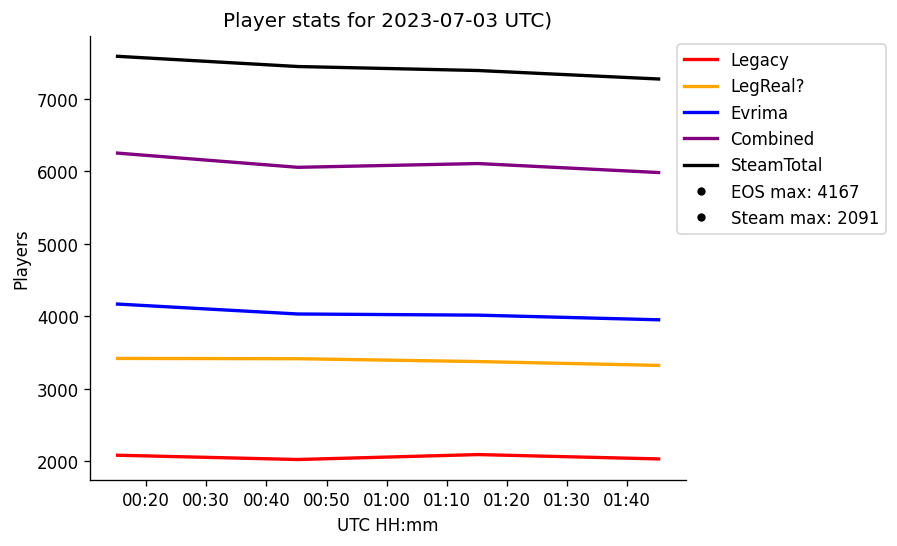 Player stats for 2023-07-03 UTC)
Legacy
LegReal?
Evrima
Combined
SteamTotal
EOS max: 4167
Steam max: 2091
Players
7000
6000
5000
4000
3000
2000
00:20 00:30 00:40 00:50 01:00 01:10 01:20 01:30 01:40
UTC HH:mm